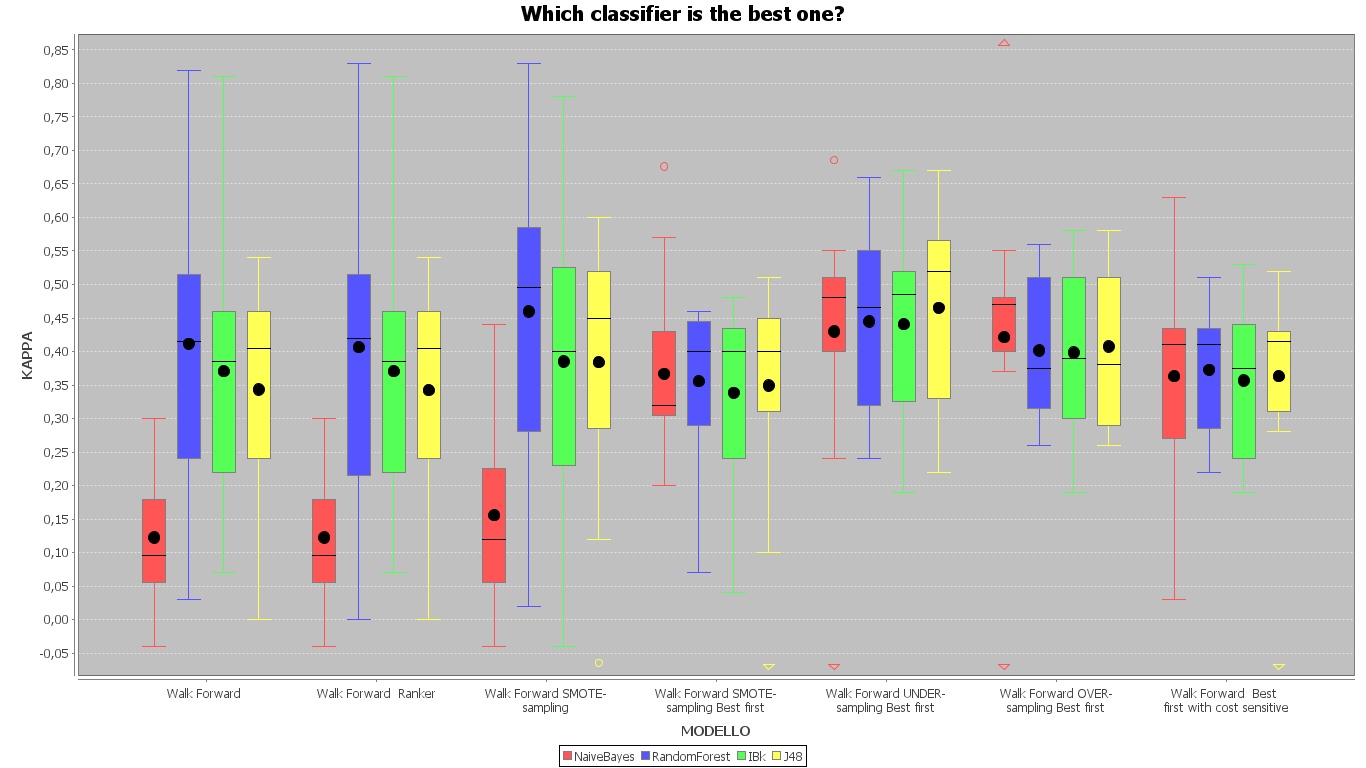 Which classifier is the best one?
0,85
0,80
0,75
0,70
0,65
0,60
0,55
0,50
0,45
0,40
0,35
0,30
0,25
0,20
0,15
0,10
0,05
0,00
-0,05
KAPPA
Walk Forward
Walk Forward Ranker
Walk Forward SMOTE-
sampling
Walk Forward SMOTE-
sampling Best first
Walk Forward UNDER-
sampling Best first
Walk Forward OVER-
sampling Best first
Walk Forward Best
first with cost sensitive
MODELLO
NaiveBayes RandomForest IBk J48